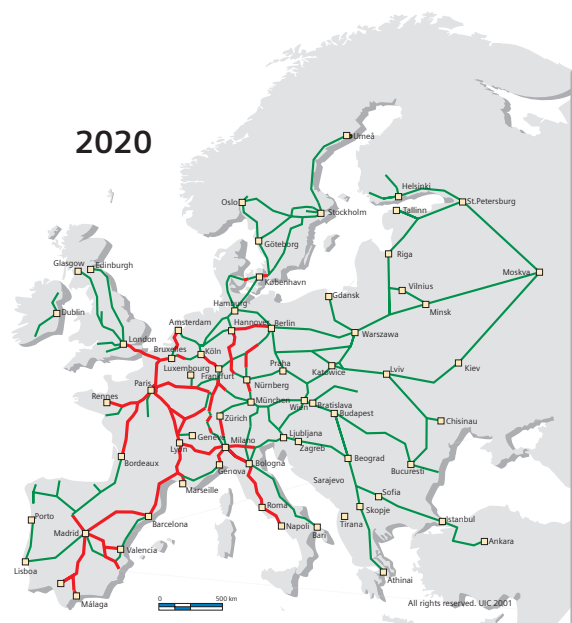 2020
Umeå
Helsinki
Oslo
St.Petersburg
Tallinn
Stockholm
Göteborg
Riga
Glasgow
Edinburgh
Moskva
København
Vilnius
Gdansk
Minsk
Hamburg
Dublin
Amsterdam
Hannover
Berlin
London
Warszawa
Bruxelles
Köln
Praha
Kiev
Luxembourg
Frankfurt
Katowice
Lviv
Paris
Nürnberg
Rennes
München
Wien
Pratislava
Budapest
Zürich
Chisinau
Genève
Ljubljana
Lyon
Milano
Zagreb
Bordeaux
Bologna
Beograd
Genova
Bucuresti
Marseille
Sarajevo
Sofia
Roma
Skopje
Porto
Barcelona
Istanbul
Madrid
Napoli
Tirana
Bari
Ankara
Valencia
Lisboa
Athinai
0
500 km
Málaga
All rights reserved. UIC 2001